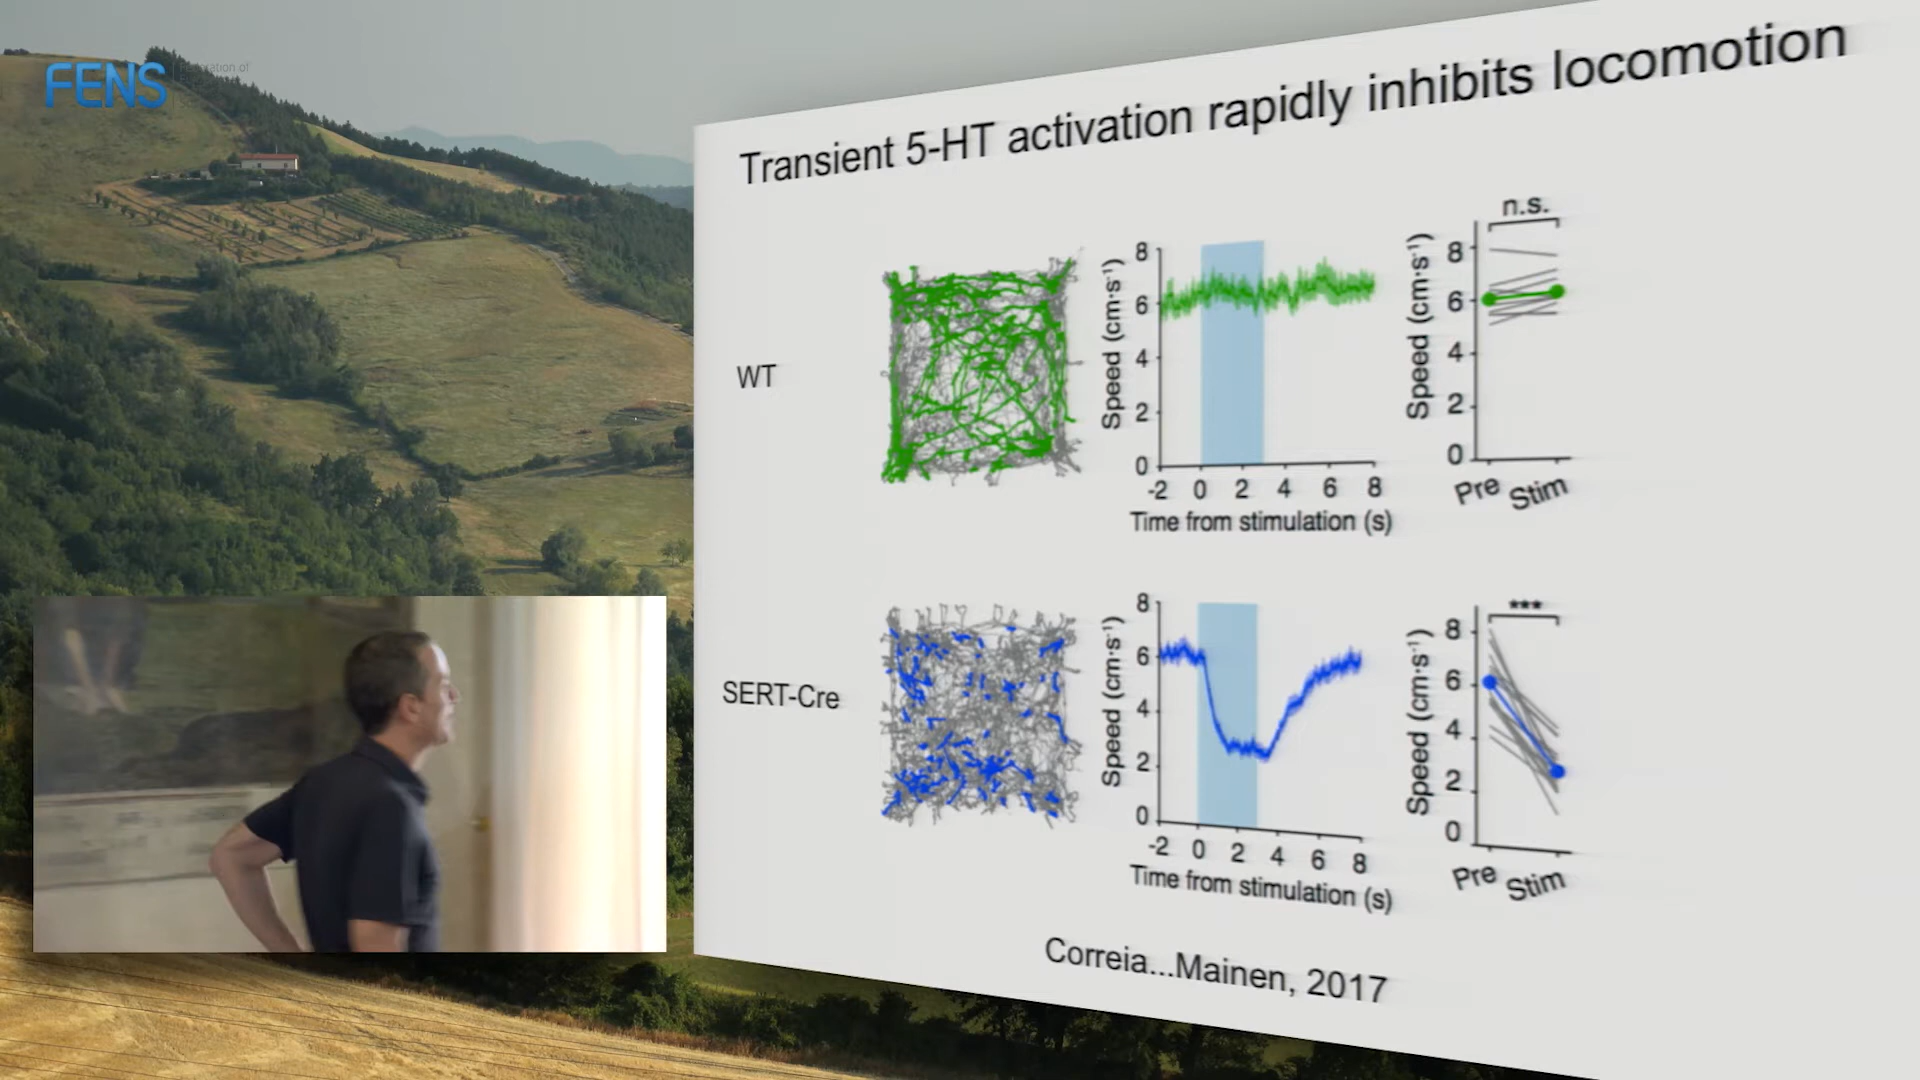 FENS
Transient 5-HT activation rapidly inhibits locomotion
WT
Speed (cm·s⁻¹)
8
6
4
2
0
-2 0 2 4 6 8
Time from stimulation (s)
n.s.
Speed (cm·s⁻¹)
8
6
4
2
0
Pre Stim
SERT-Cre
Speed (cm·s⁻¹)
8
6
4
2
0
-2 0 2 4 6 8
Time from stimulation (s)
***
Speed (cm·s⁻¹)
8
6
4
2
0
Pre Stim
Correia...Mainen, 2017